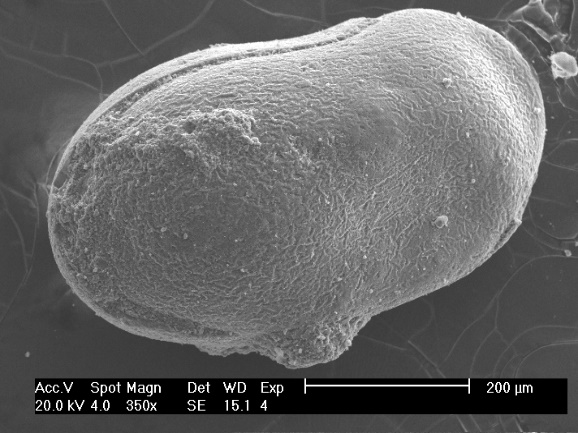 Acc.V Spot Magn Det WD Exp 200 µm
20.0 kV 4.0 350x SE 15.1 4